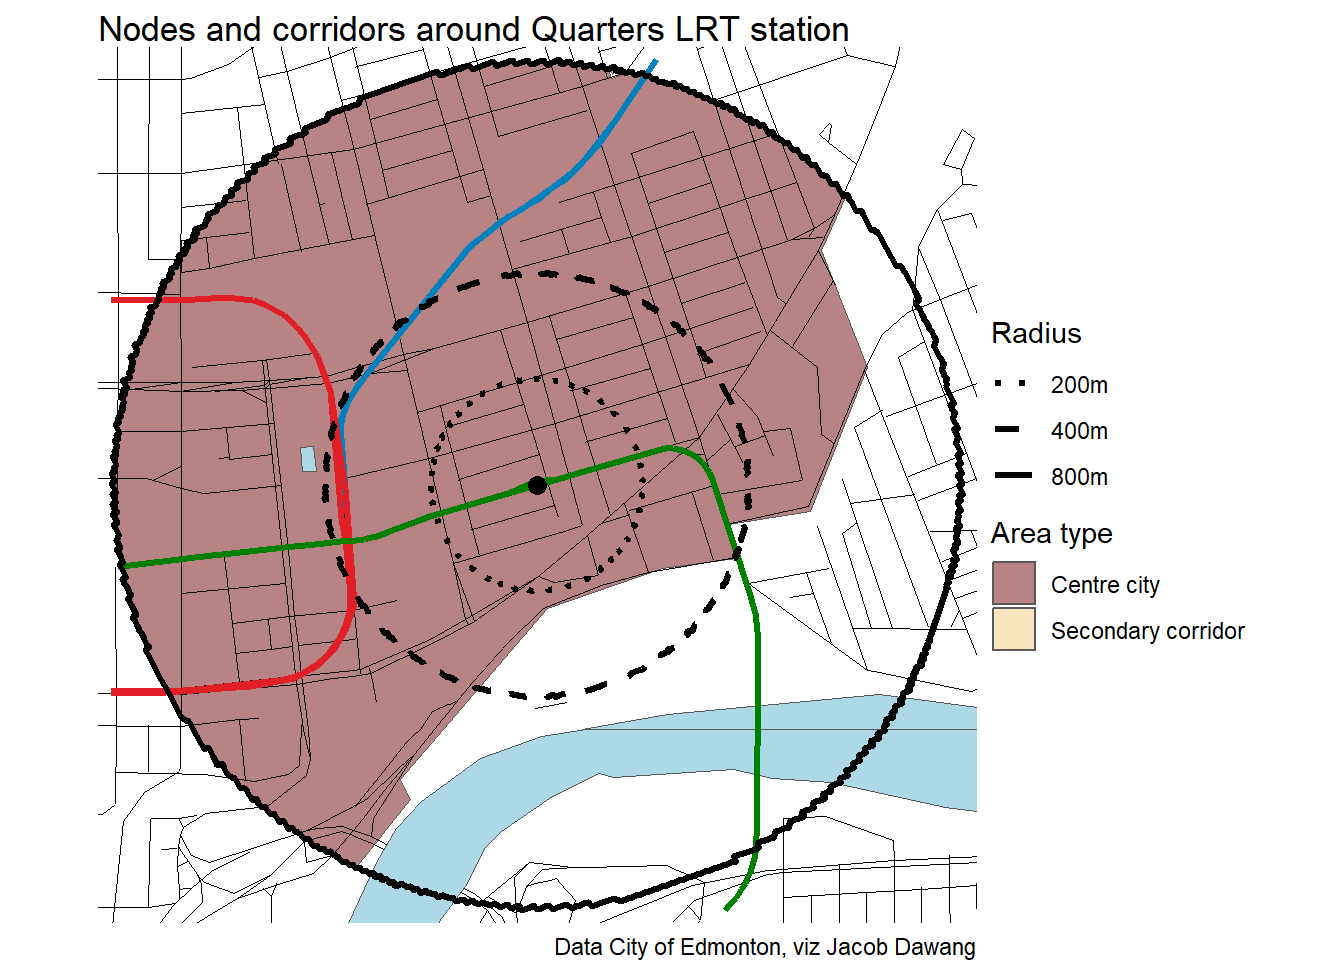 Nodes and corridors around Quarters LRT station
Radius
200m
400m
800m
Area type
Centre city
Secondary corridor
Data City of Edmonton, viz Jacob Dawang